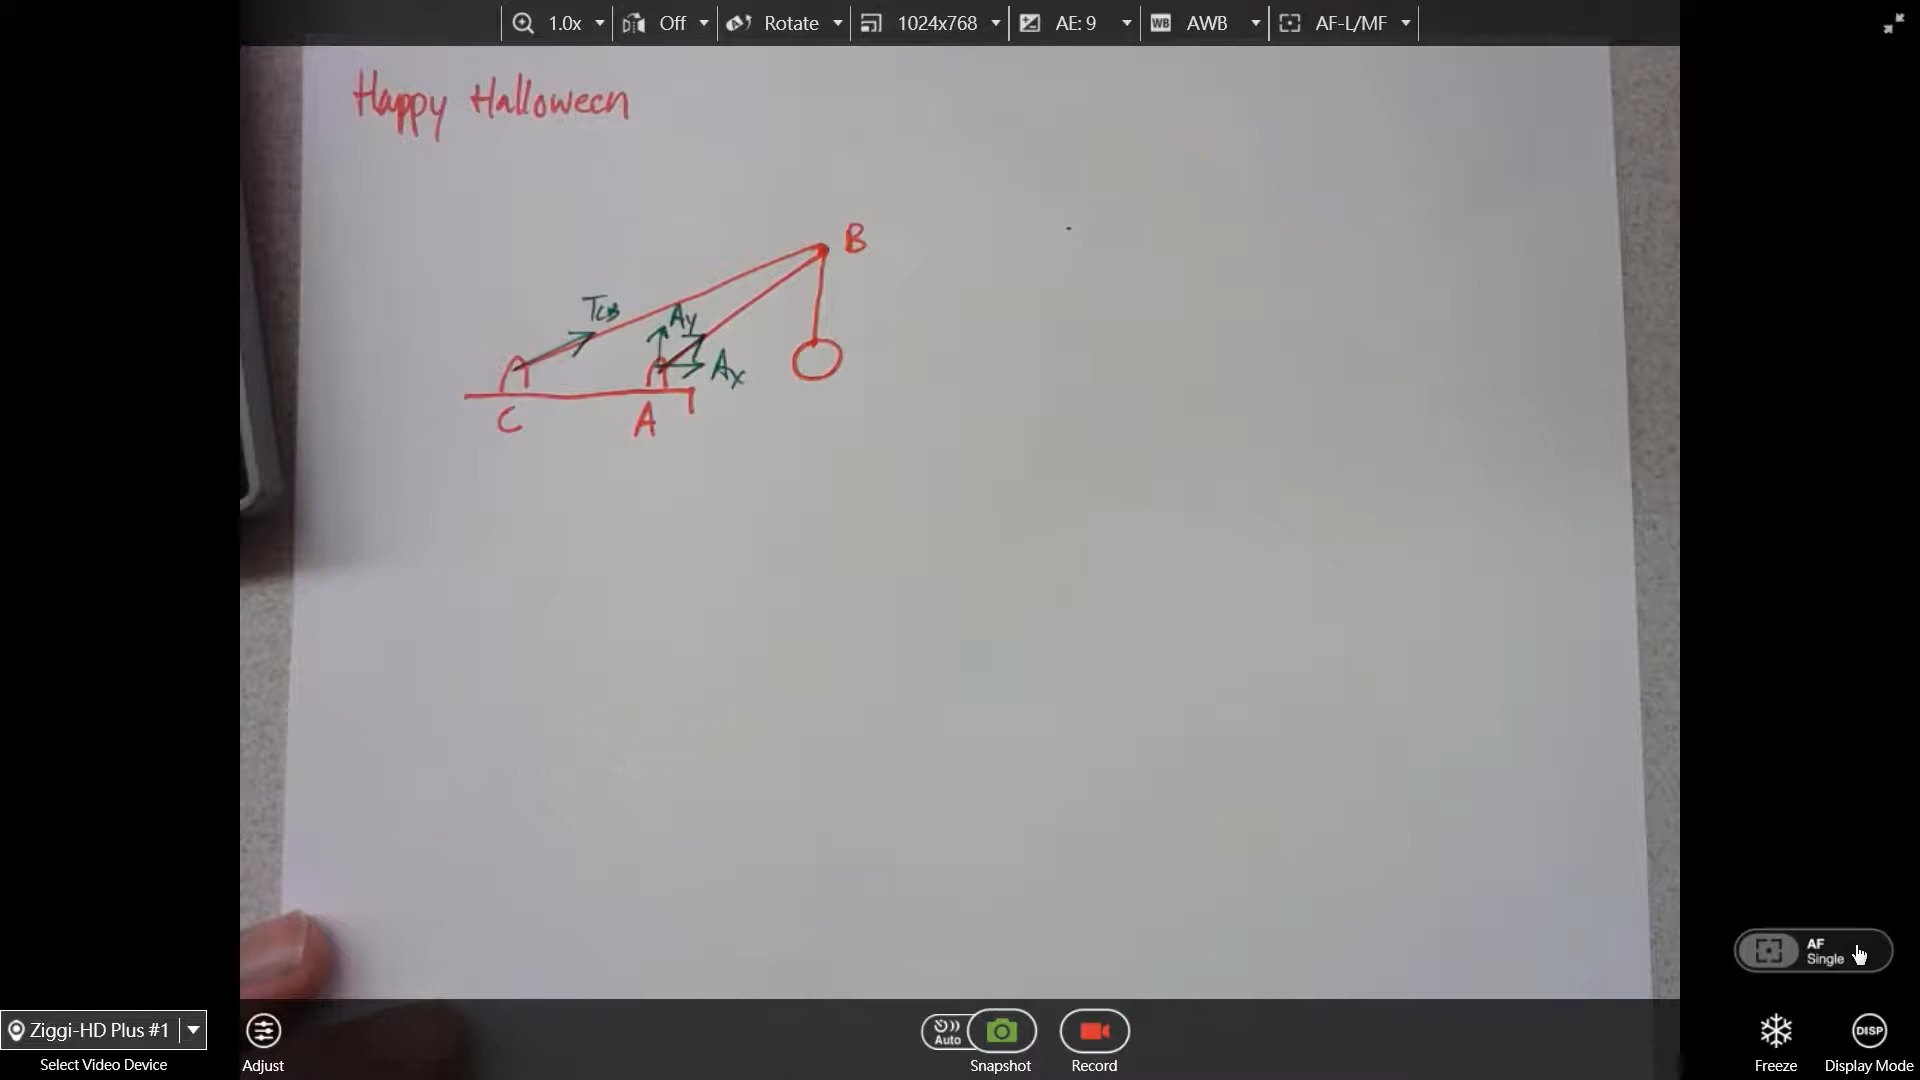 1.0x Off Rotate 1024x768 AE: 9 WB AWB AF-L/MF
Happy Halloween
B
TCB
Ay
Ax
C A
AF
Single
Ziggi-HD Plus #1
Select Video Device
Adjust
Auto
Snapshot
Record
Freeze
DISP
Display Mode